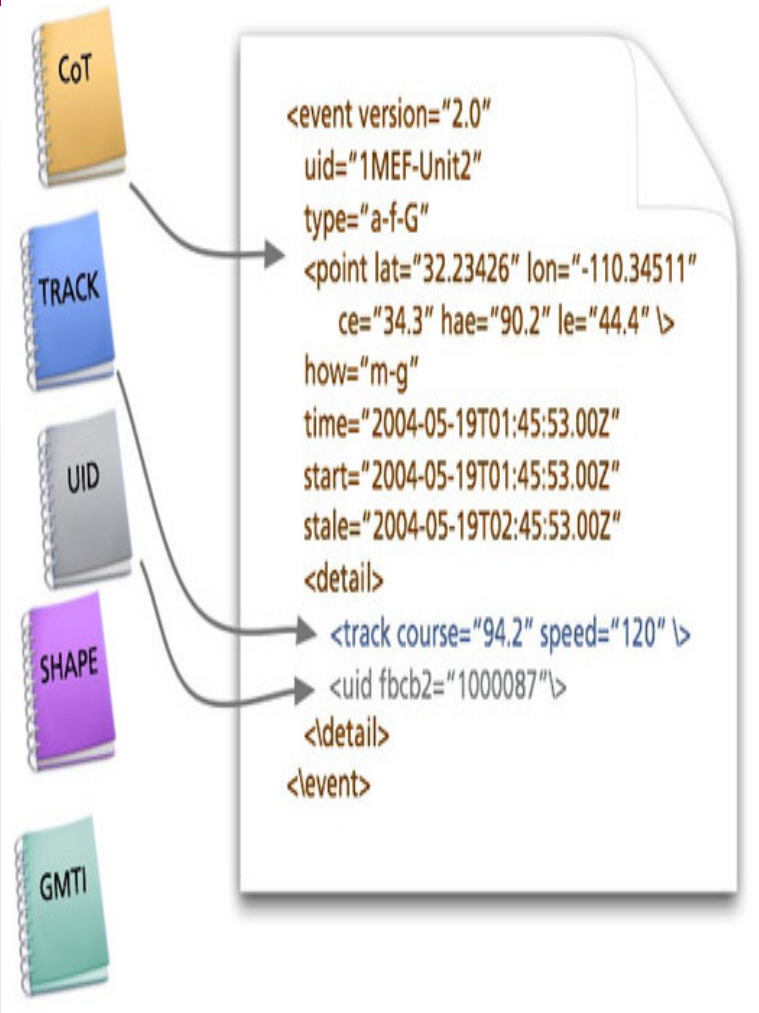 CoT
TRACK
UID
SHAPE
GMTI
<event version="2.0"
uid="1MEF-Unit2"
type="a-f-G"
<point lat="32.23426" lon="-110.34511"
ce="34.3" hae="90.2" le="44.4" \>
how="m-g"
time="2004-05-19T01:45:53.00Z"
start="2004-05-19T01:45:53.00Z"
stale="2004-05-19T02:45:53.00Z"
<detail>
<track course="94.2" speed="120" \>
<uid fbcb2="1000087"\>
<\detail>
<\event>